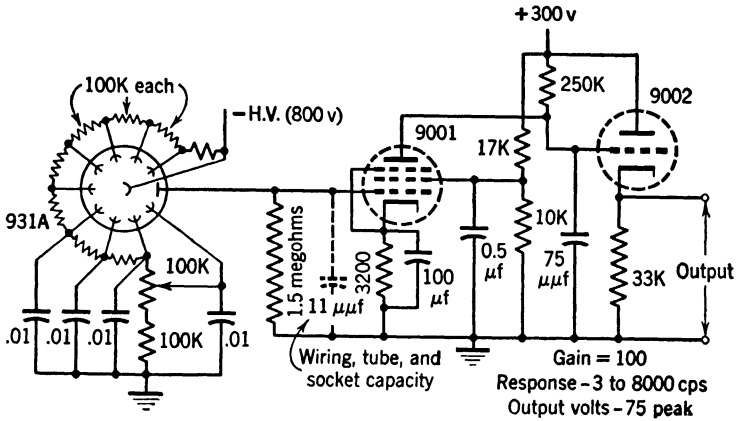 +300 v
100K each
–H.V. (800 v)
250K
9002
9001
17K
931A
100K
1.5 megohms
3200
100
μf
0.5
μf
10K
75
μμf
33K
Output
11 μμf
.01
.01
.01
100K
.01
Wiring, tube, and
socket capacity
Gain = 100
Response – 3 to 8000 cps
Output volts – 75 peak